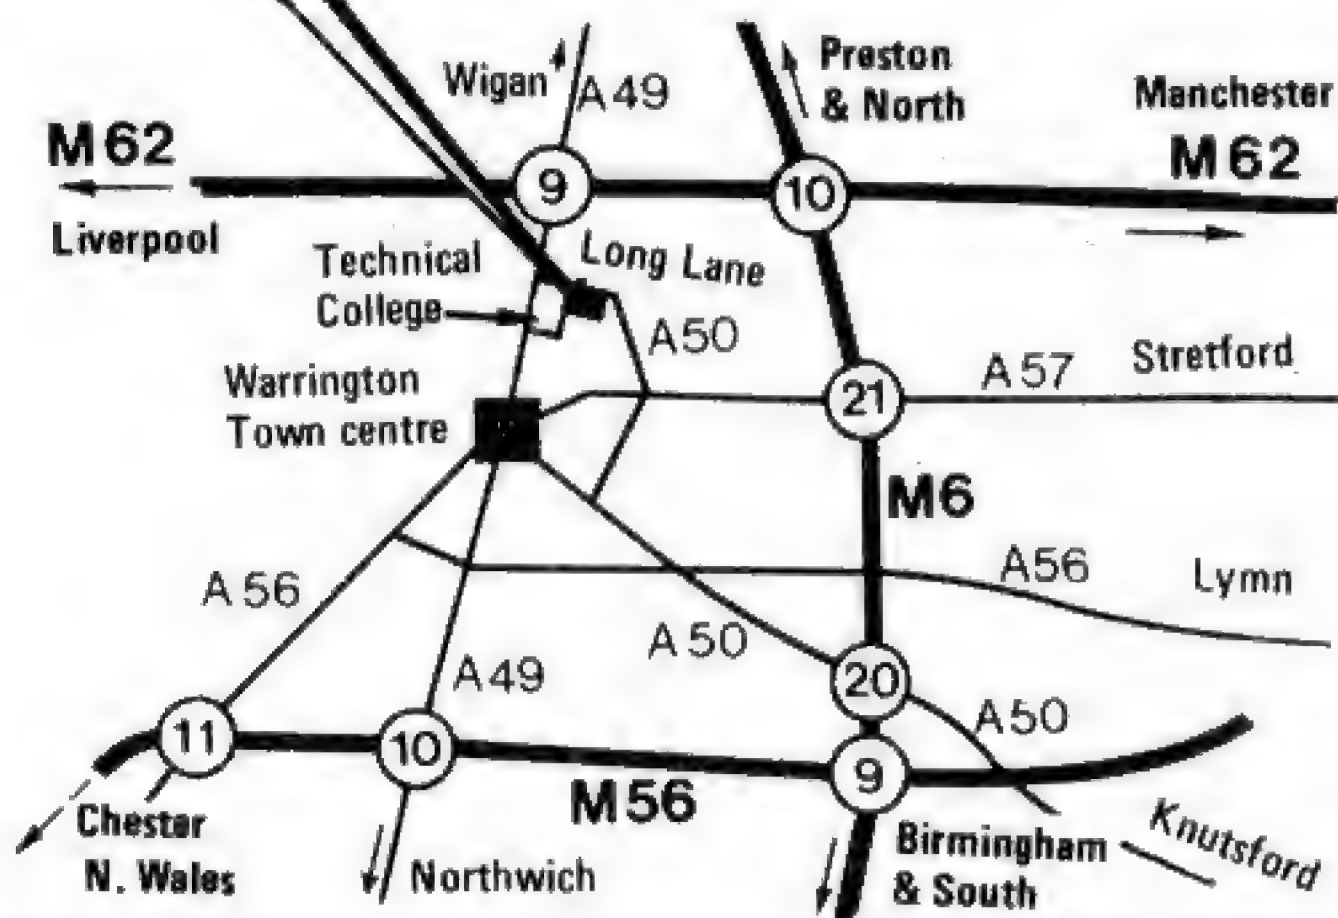 Wigan
A49
Preston
& North
Manchester
M62
M62
Liverpool
9
10
Technical
College
Long Lane
A50
Warrington
Town centre
21
A57
Stretford
M6
A56
A56
Lymn
A50
A49
20
A50
11
10
9
M56
Chester
N. Wales
Northwich
Birmingham
& South
Knutsford